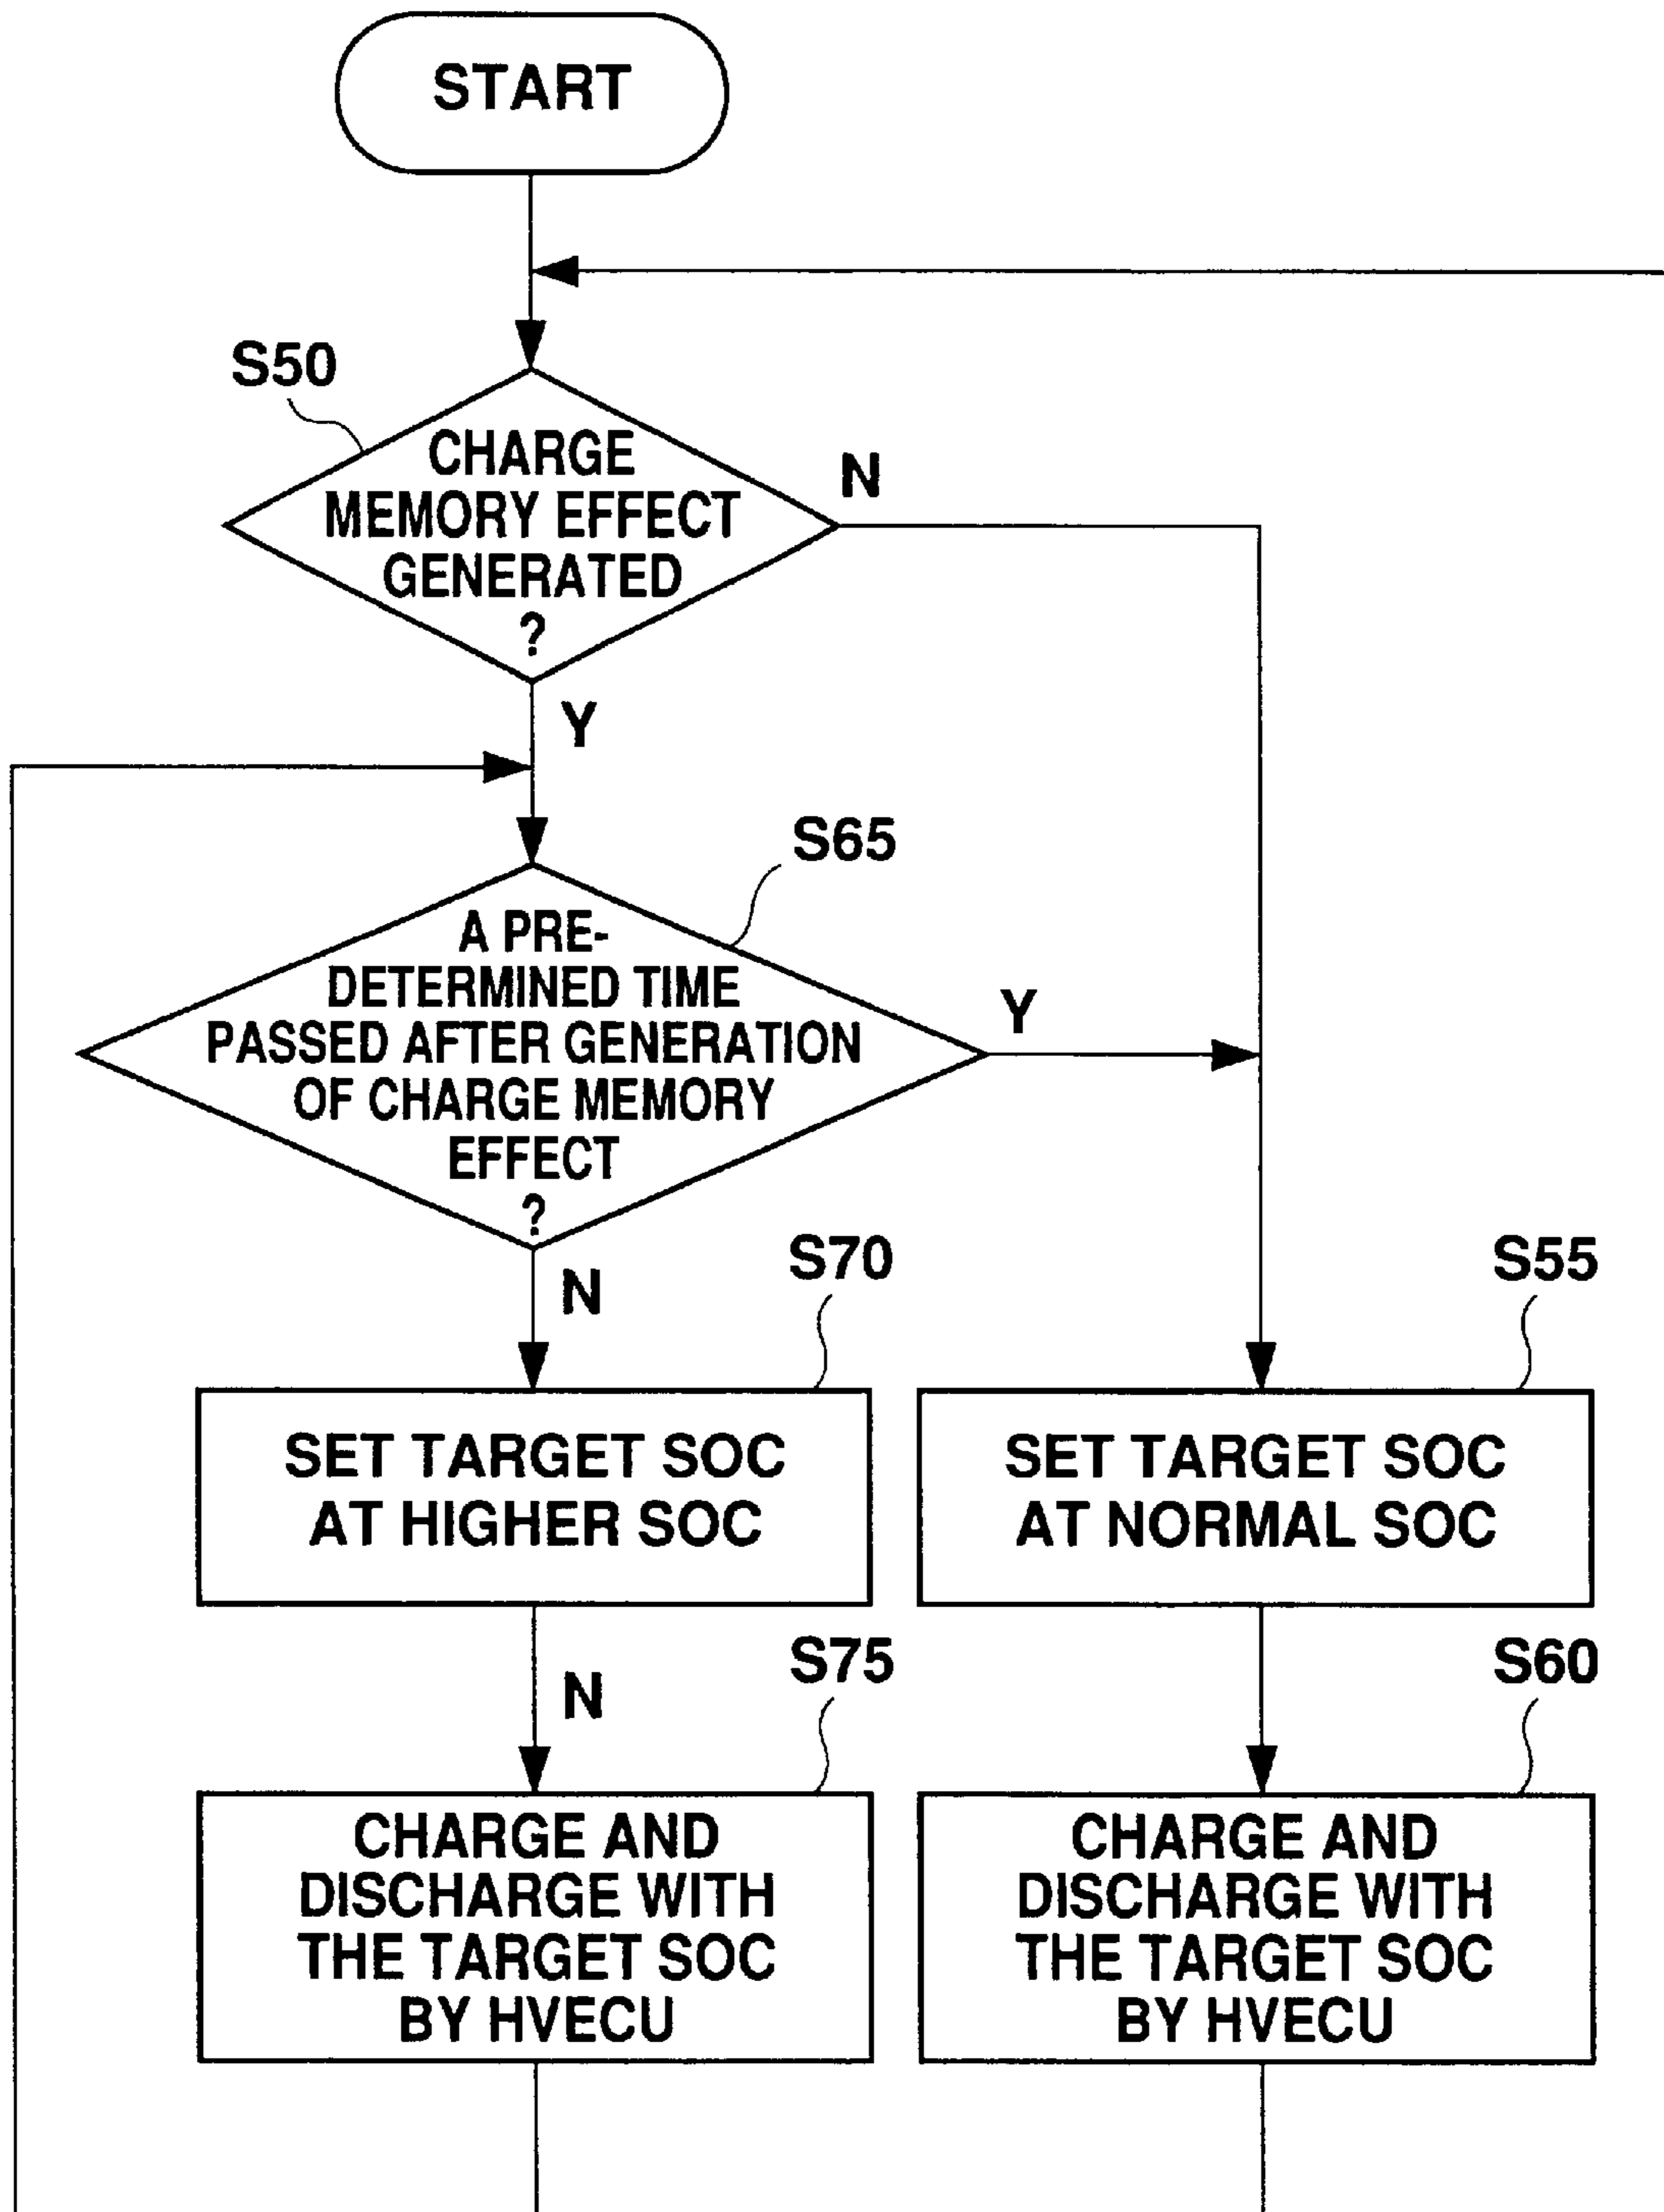 START
S50
CHARGE
MEMORY EFFECT
GENERATED
?
N
Y
S65
A PRE-
DETERMINED TIME
PASSED AFTER GENERATION
OF CHARGE MEMORY
EFFECT
?
Y
N
S70
SET TARGET SOC
AT HIGHER SOC
S55
SET TARGET SOC
AT NORMAL SOC
N
S75
CHARGE AND
DISCHARGE WITH
THE TARGET SOC
BY HVECU
S60
CHARGE AND
DISCHARGE WITH
THE TARGET SOC
BY HVECU